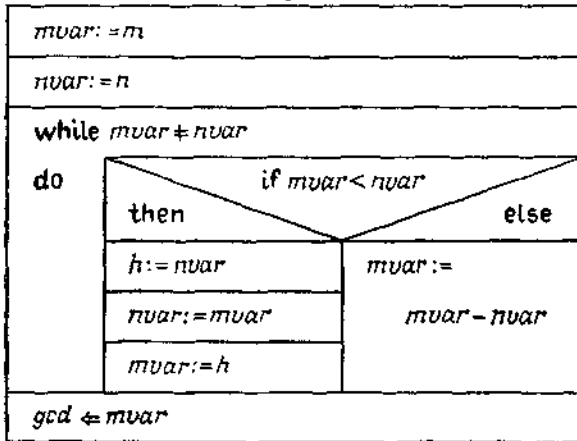 mvar:=m
nvar:=n
while mvar≠nvar
do
if mvar<nvar
then
else
h:=nvar
mvar:=
nvar:=mvar
mvar-nvar
mvar:=h
gcd⇐mvar